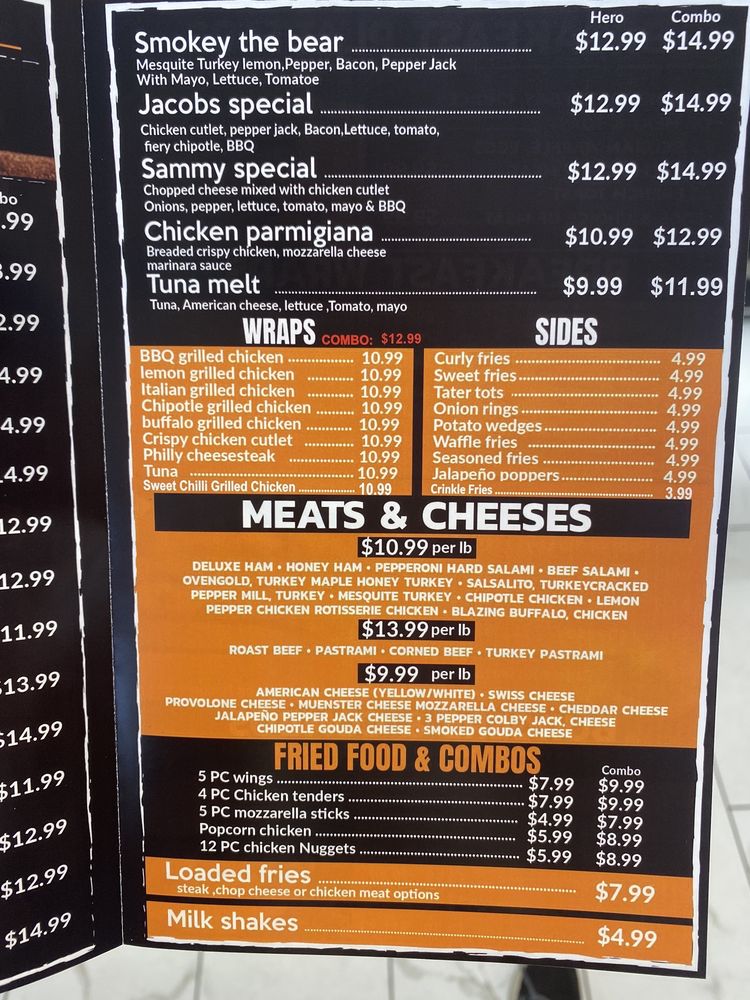 bo
.99
.99
2.99
4.99
4.99
4.99
12.99
12.99
11.99
$13.99
$14.99
$11.99
$12.99
$12.99
$14.99
Hero Combo
Smokey the bear $12.99 $14.99
Mesquite Turkey lemon,Pepper, Bacon, Pepper Jack
With Mayo, Lettuce, Tomatoe
Jacobs special $12.99 $14.99
Chicken cutlet, pepper jack, Bacon,Lettuce, tomato,
fiery chipotle, BBQ
Sammy special $12.99 $14.99
Chopped cheese mixed with chicken cutlet
Onions, pepper, lettuce, tomato, mayo & BBQ
Chicken parmigiana $10.99 $12.99
Breaded crispy chicken, mozzarella cheese
marinara sauce
Tuna melt $9.99 $11.99
Tuna, American cheese, lettuce ,Tomato, mayo
WRAPS COMBO: $12.99
BBQ grilled chicken 10.99
lemon grilled chicken 10.99
Italian grilled chicken 10.99
Chipotle grilled chicken 10.99
buffalo grilled chicken 10.99
Crispy chicken cutlet 10.99
Philly cheesesteak 10.99
Tuna 10.99
Sweet Chilli Grilled Chicken 10.99
SIDES
Curly fries 4.99
Sweet fries 4.99
Tater tots 4.99
Onion rings 4.99
Potato wedges 4.99
Waffle fries 4.99
Seasoned fries 4.99
Jalapeño poppers 4.99
Crinkle Fries 3.99
MEATS & CHEESES
$10.99 per lb
DELUXE HAM • HONEY HAM • PEPPERONI HARD SALAMI • BEEF SALAMI •
OVENGOLD, TURKEY MAPLE HONEY TURKEY • SALSALITO, TURKEYCRACKED
PEPPER MILL, TURKEY • MESQUITE TURKEY • CHIPOTLE CHICKEN • LEMON
PEPPER CHICKEN ROTISSERIE CHICKEN • BLAZING BUFFALO, CHICKEN
$13.99 per lb
ROAST BEEF • PASTRAMI • CORNED BEEF • TURKEY PASTRAMI
$9.99 per lb
AMERICAN CHEESE (YELLOW/WHITE) • SWISS CHEESE
PROVOLONE CHEESE • MUENSTER CHEESE MOZZARELLA CHEESE • CHEDDAR CHEESE
JALAPEÑO PEPPER JACK CHEESE • 3 PEPPER COLBY JACK, CHEESE
CHIPOTLE GOUDA CHEESE • SMOKED GOUDA CHEESE
FRIED FOOD & COMBOS
Combo
5 PC wings $7.99 $9.99
4 PC Chicken tenders $7.99 $9.99
5 PC mozzarella sticks $4.99 $7.99
Popcorn chicken $5.99 $8.99
12 PC chicken Nuggets $5.99 $8.99
Loaded fries $7.99
steak ,chop cheese or chicken meat options
Milk shakes $4.99